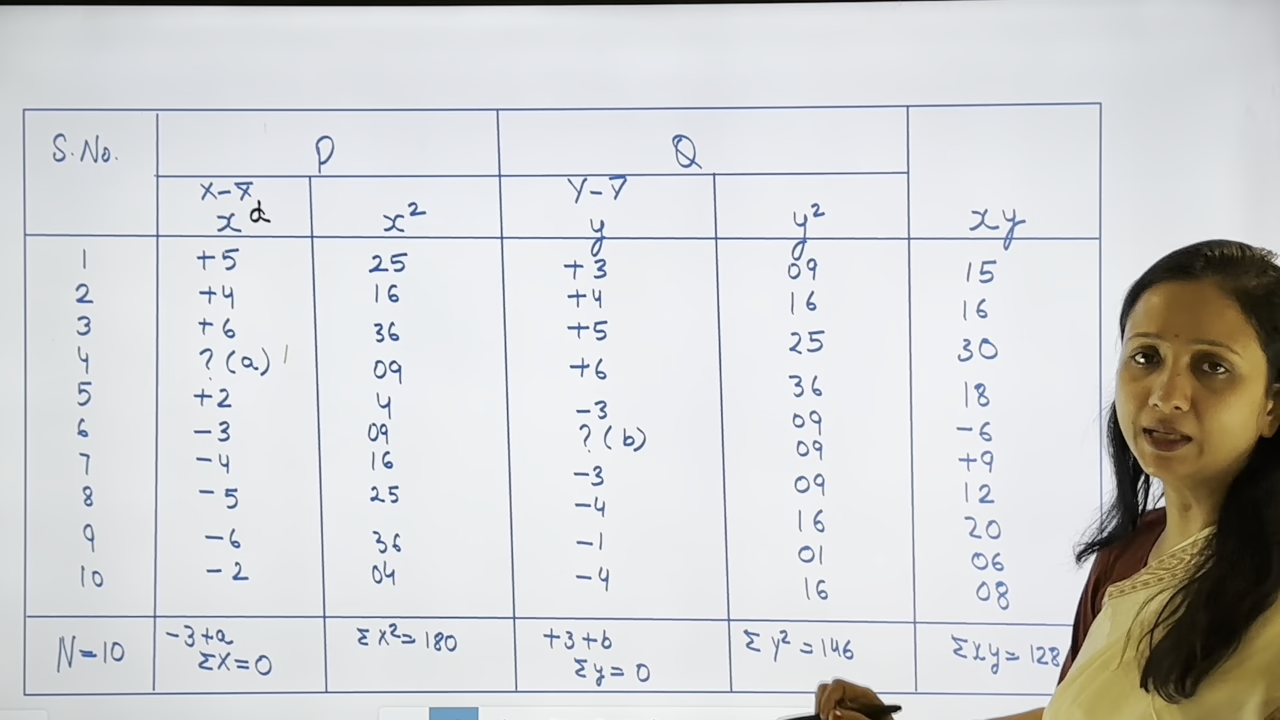 S.No. P Q
X-X̄ Y-Ȳ
x d x² y y² xy
1 +5 25 +3 09 15
2 +4 16 +4 16 16
3 +6 36 +5 25 30
4 ?(a) 09 +6 36 18
5 +2 4 -3 09 -6
6 -3 09 ?(b) 09 +9
7 -4 16 -3 09 12
8 -5 25 -4 16 20
9 -6 36 -1 01 06
10 -2 04 -4 16 08
N=10 -3+a ΣX²=180 +3+b Σy²=146 Σxy=128
ΣX=0 Σy=0